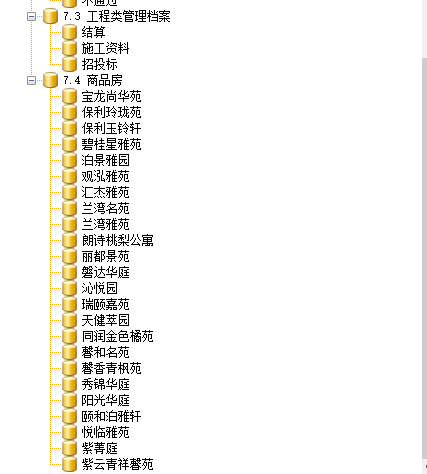 不通过
7.3 工程类管理档案
结算
施工资料
招投标
7.4 商品房
宝龙尚华苑
保利玲珑苑
保利玉铃轩
碧桂星雅苑
泊景雅园
观泓雅苑
汇杰雅苑
兰湾名苑
兰湾雅苑
朗诗桃梨公寓
丽都景苑
磐达华庭
沁悦园
瑞颐嘉苑
天健萃园
同润金色橘苑
馨和名苑
馨香青枫苑
秀锦华庭
阳光华庭
颐和泊雅轩
悦临雅苑
紫菁庭
紫云青祥馨苑